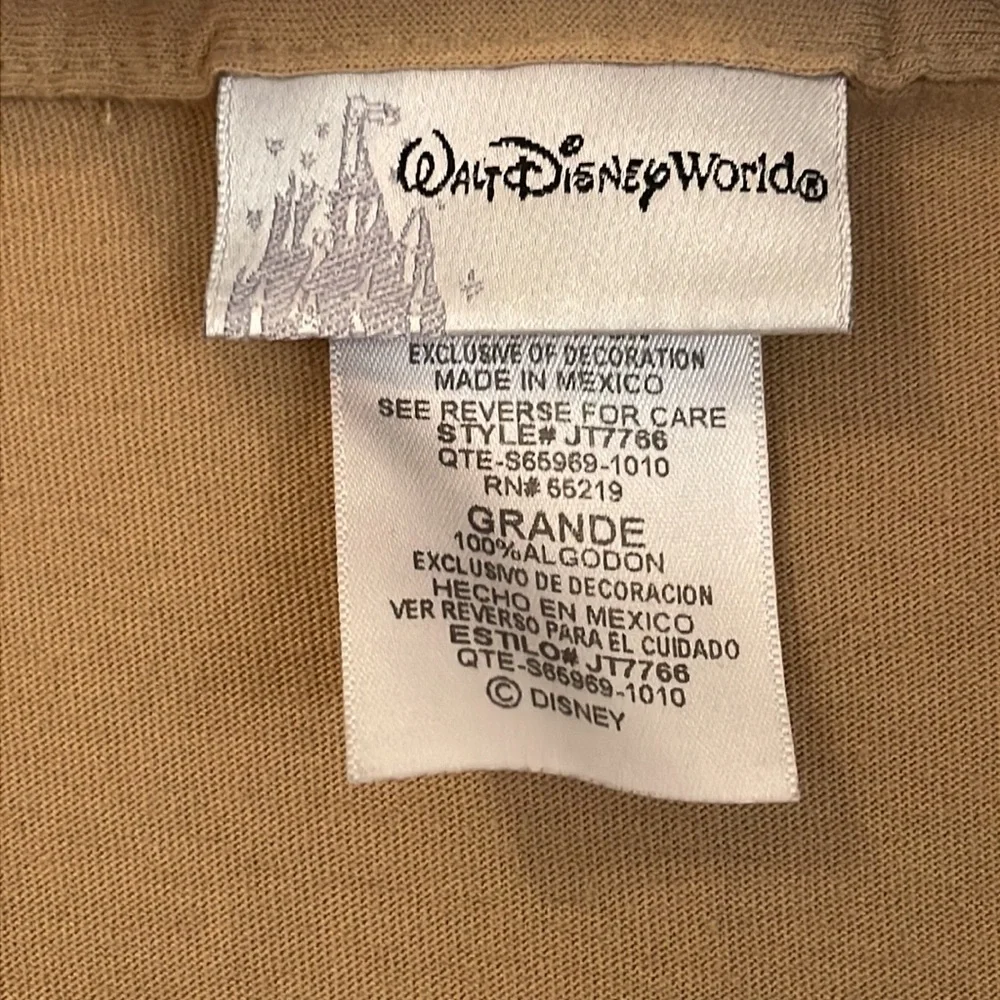 WALT DISNEY World®
EXCLUSIVE OF DECORATION
MADE IN MEXICO
SEE REVERSE FOR CARE
STYLE# JT7766
QTE-S65969-1010
RN# 65219
GRANDE
100% ALGODON
EXCLUSIVO DE DECORACION
HECHO EN MEXICO
VER REVERSO PARA EL CUIDADO
ESTILO# JT7766
QTE-S65969-1010
© DISNEY